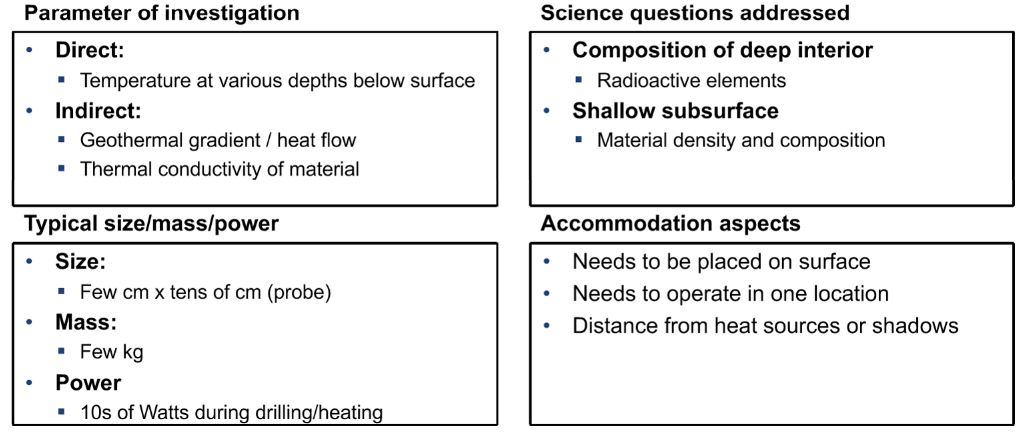 Parameter of investigation
• Direct:
▪ Temperature at various depths below surface
• Indirect:
▪ Geothermal gradient / heat flow
▪ Thermal conductivity of material
Science questions addressed
• Composition of deep interior
▪ Radioactive elements
• Shallow subsurface
▪ Material density and composition
Typical size/mass/power
• Size:
▪ Few cm x tens of cm (probe)
• Mass:
▪ Few kg
• Power
▪ 10s of Watts during drilling/heating
Accommodation aspects
• Needs to be placed on surface
• Needs to operate in one location
• Distance from heat sources or shadows